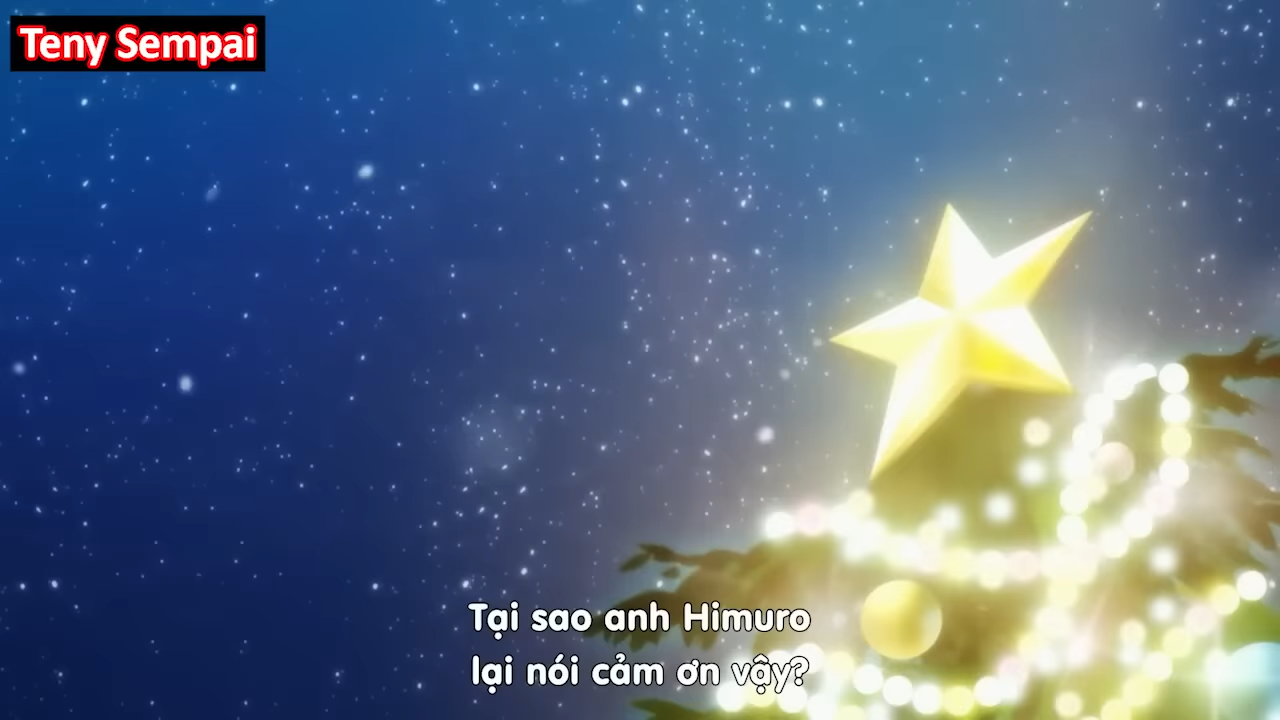 Teny Sempai
Tại sao anh Himuro
lại nói cảm ơn vậy?